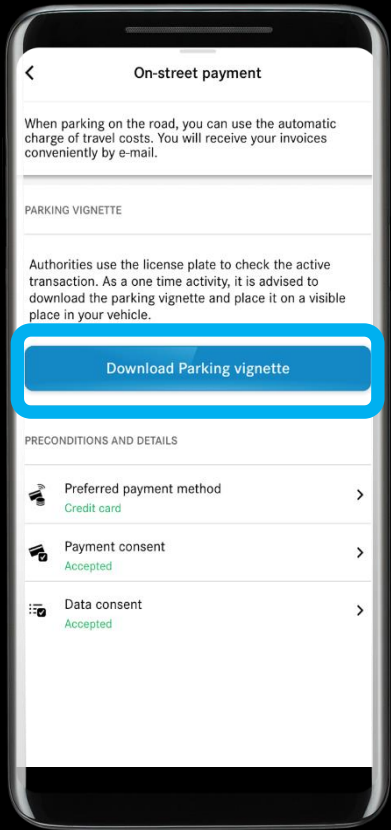 On-street payment
When parking on the road, you can use the automatic
charge of travel costs. You will receive your invoices
conveniently by e-mail.
PARKING VIGNETTE
Authorities use the license plate to check the active
transaction. As a one time activity, it is advised to
download the parking vignette and place it on a visible
place in your vehicle.
Download Parking vignette
PRECONDITIONS AND DETAILS
Preferred payment method
Credit card
Payment consent
Accepted
Data consent
Accepted